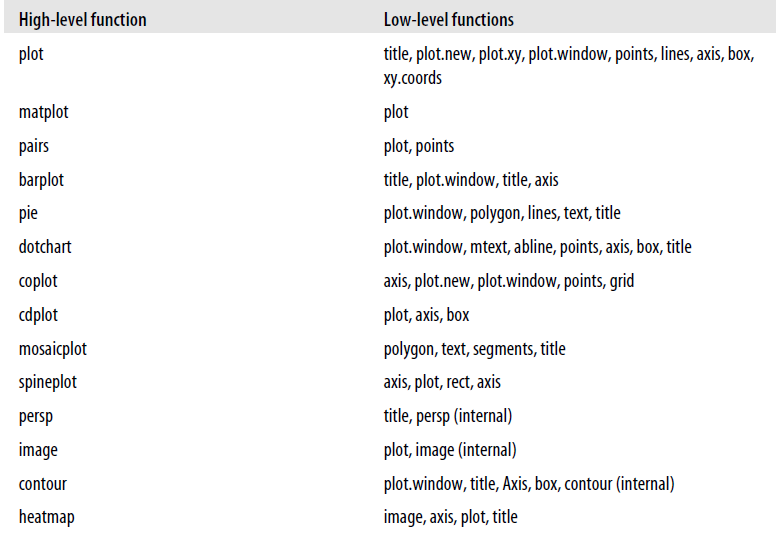 High-level function Low-level functions
plot title, plot.new, plot.xy, plot.window, points, lines, axis, box,
xy.coords
matplot plot
pairs plot, points
barplot title, plot.window, title, axis
pie plot.window, polygon, lines, text, title
dotchart plot.window, mtext, abline, points, axis, box, title
coplot axis, plot.new, plot.window, points, grid
cdplot plot, axis, box
mosaicplot polygon, text, segments, title
spineplot axis, plot, rect, axis
persp title, persp (internal)
image plot, image (internal)
contour plot.window, title, Axis, box, contour (internal)
heatmap image, axis, plot, title